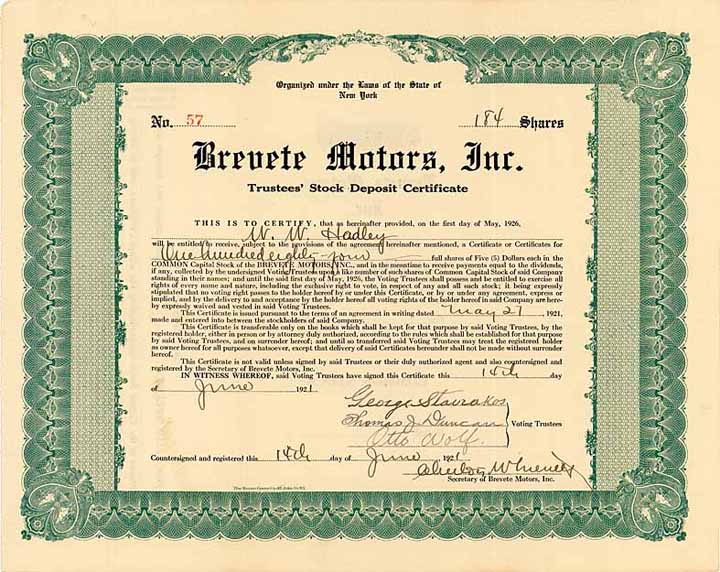 Organized under the Laws of the State of
New York
No. 57
184 Shares
Brevete Motors, Inc.
Trustees' Stock Deposit Certificate
THIS IS TO CERTIFY, that as hereinafter provided, on the first day of May, 1926,
W. W. Hadley
will be entitled to receive, subject to the provisions of the agreement hereinafter mentioned, a Certificate or Certificates for
One hundred eighty four full shares of Five (5) Dollars each in the
COMMON Capital Stock of the BREVETE MOTORS, INC., and in the meantime to receive payments equal to the dividends,
if any, collected by the undersigned Voting Trustees upon a like number of such shares of Common Capital Stock of said Company
standing in their names; and until the said first day of May, 1926, the Voting Trustees shall possess and be entitled to exercise all
rights of every name and nature, including the exclusive right to vote, in respect of any and all such stock; it being expressly
stipulated that no voting right passes to the holder hereof by or under this Certificate, or by or under any agreement, express or
implied, and by the delivery to and acceptance by the holder hereof all voting rights of the holder hereof in said Company are here-
by expressly waived and vested in said Voting Trustees.
This Certificate is issued pursuant to the terms of an agreement in writing dated May 27 1921,
made and entered into between the stockholders of said Company.
This Certificate is transferable only on the books which shall be kept for that purpose by said Voting Trustees, by the
registered holder, either in person or by attorney duly authorized, according to the rules which shall be established for that purpose
by said Voting Trustees, and on surrender hereof; and until so transferred said Voting Trustees may treat the registered holder
as owner hereof for all purposes whatsoever, except that delivery of said Certificates hereunder shall not be made without surrender
hereof.
This Certificate is not valid unless signed by said Trustees or their duly authorized agent and also countersigned and
registered by the Secretary of Brevete Motors, Inc.
IN WITNESS WHEREOF, said Voting Trustees have signed this Certificate this 14th day
of June 1921
George Stavrakos
Thomas J. Duncan
Voting Trustees
Otto Wolf.
Countersigned and registered this 14th day of June 1921
Secretary of Brevete Motors, Inc.